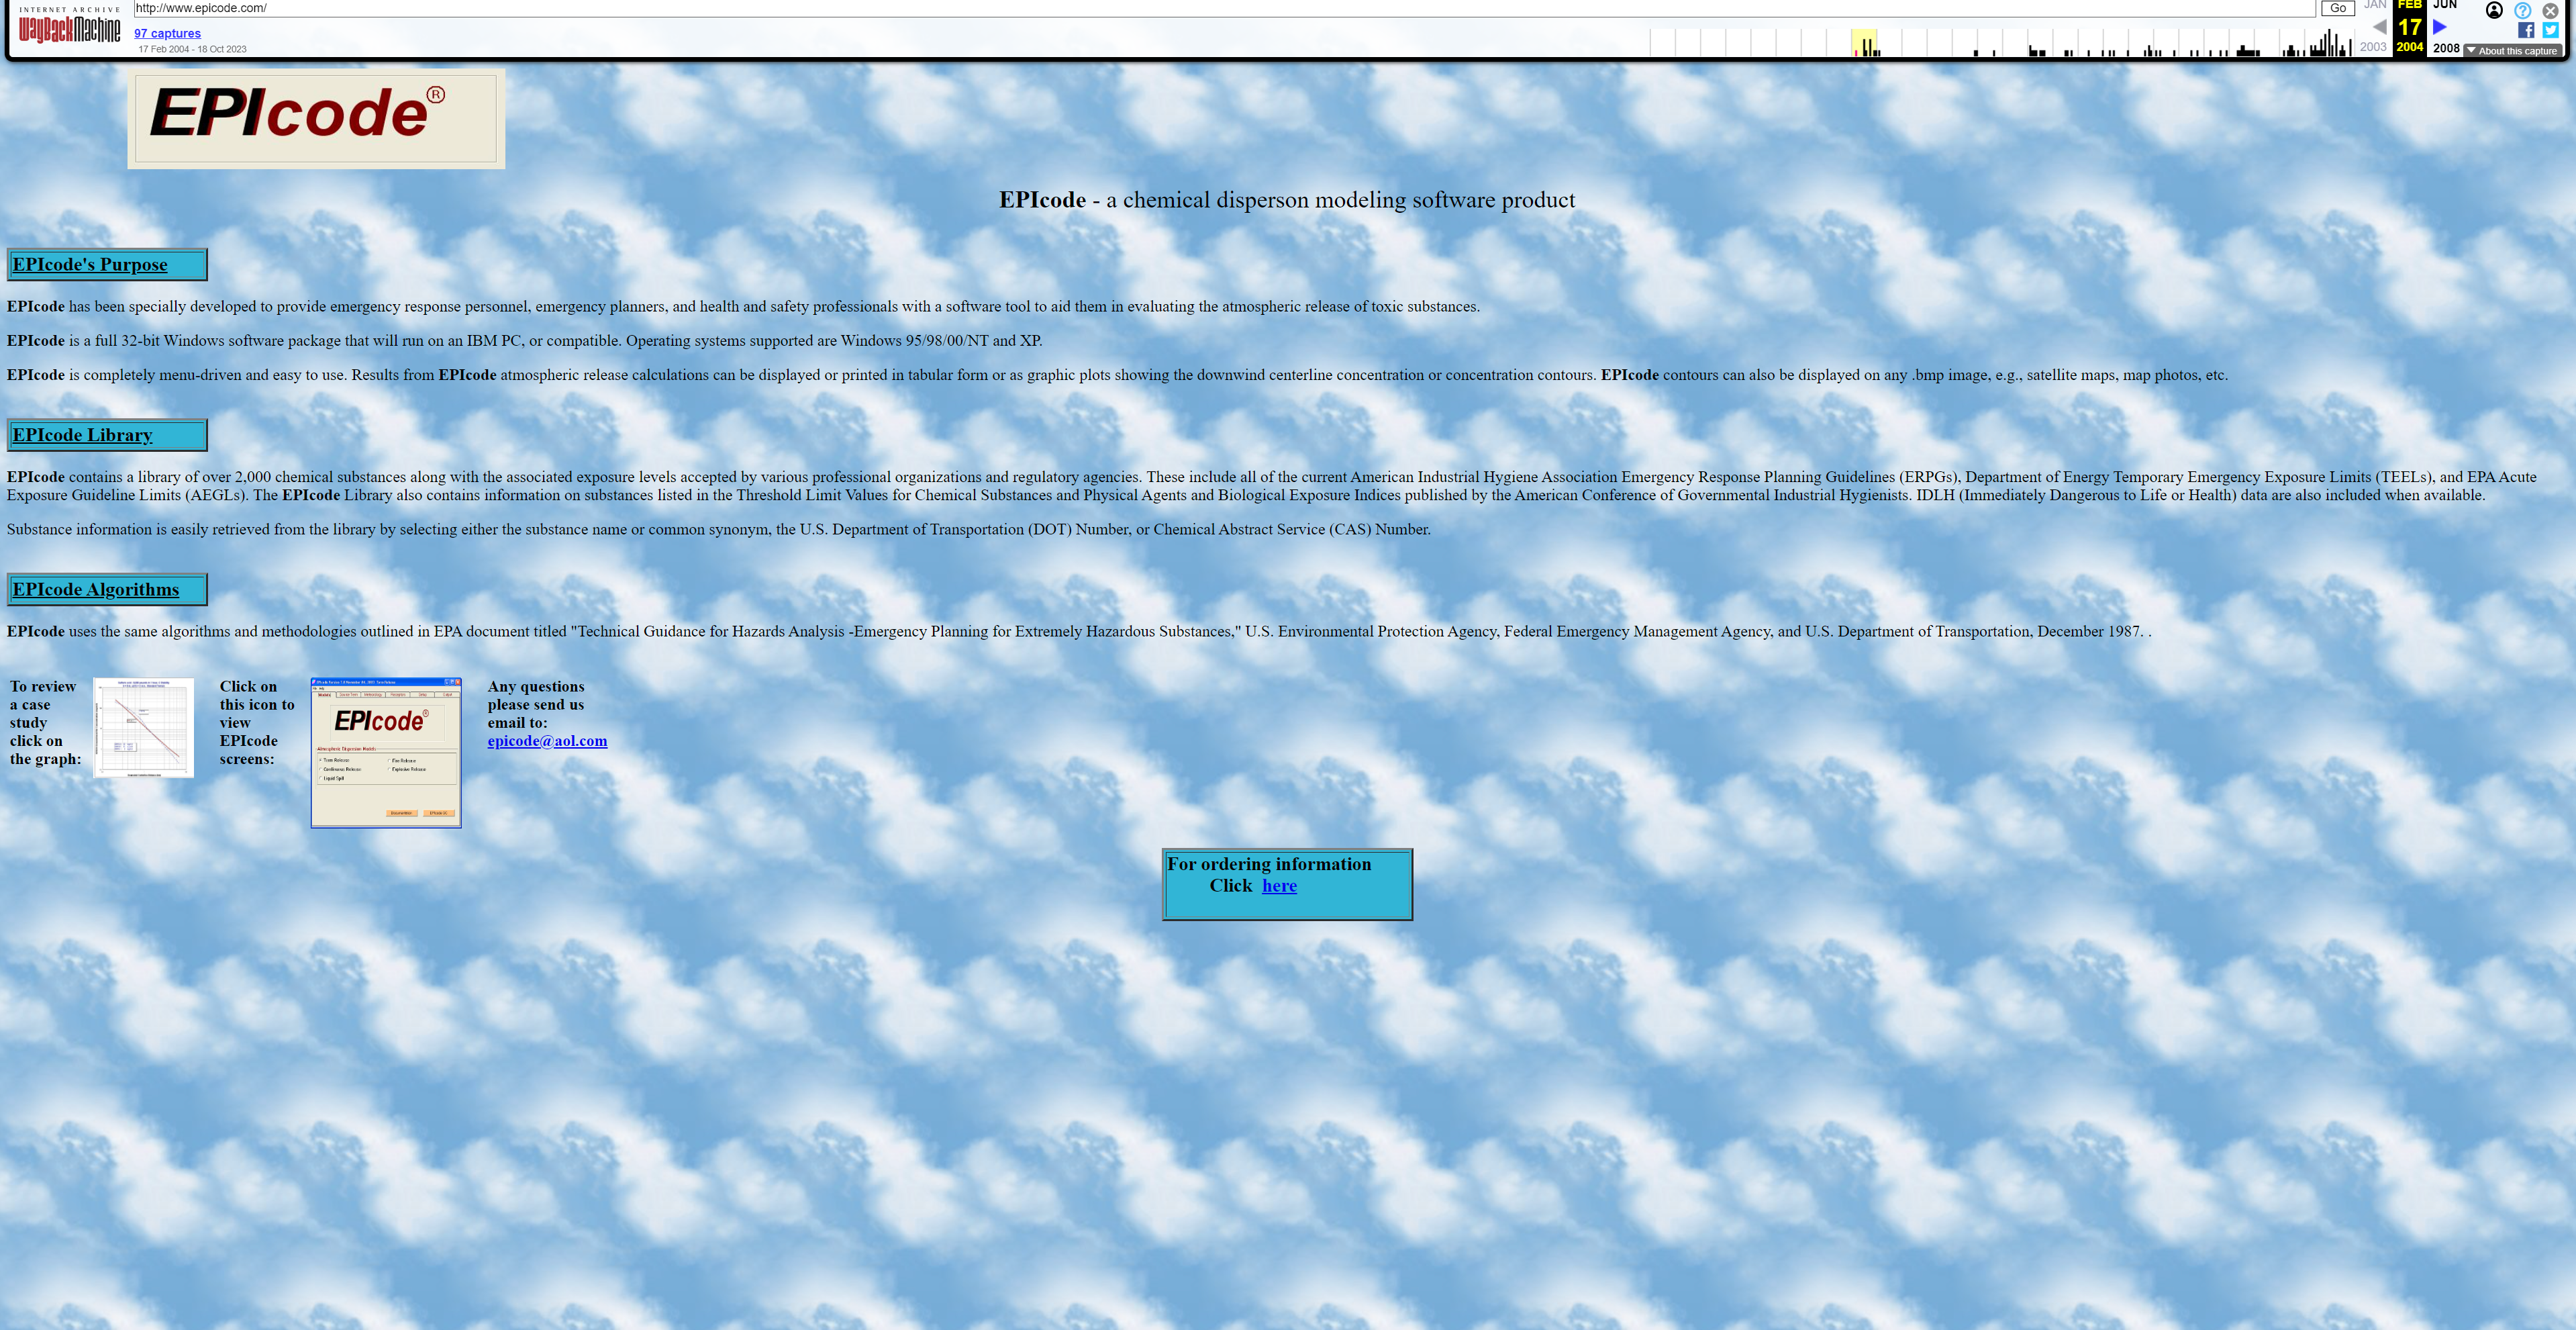 INTERNET ARCHIVE
WayBackMachine
http://www.epicode.com/
Go
JAN
FEB
JUN
97 captures
17
17 Feb 2004 - 18 Oct 2023
2003
2004
2008
About this capture
EPIcode®
EPIcode - a chemical disperson modeling software product
EPIcode's Purpose
EPIcode has been specially developed to provide emergency response personnel, emergency planners, and health and safety professionals with a software tool to aid them in evaluating the atmospheric release of toxic substances.
EPIcode is a full 32-bit Windows software package that will run on an IBM PC, or compatible. Operating systems supported are Windows 95/98/00/NT and XP.
EPIcode is completely menu-driven and easy to use. Results from EPIcode atmospheric release calculations can be displayed or printed in tabular form or as graphic plots showing the downwind centerline concentration or concentration contours. EPIcode contours can also be displayed on any .bmp image, e.g., satellite maps, map photos, etc.
EPIcode Library
EPIcode contains a library of over 2,000 chemical substances along with the associated exposure levels accepted by various professional organizations and regulatory agencies. These include all of the current American Industrial Hygiene Association Emergency Response Planning Guidelines (ERPGs), Department of Energy Temporary Emergency Exposure Limits (TEELs), and EPA Acute
Exposure Guideline Limits (AEGLs). The EPIcode Library also contains information on substances listed in the Threshold Limit Values for Chemical Substances and Physical Agents and Biological Exposure Indices published by the American Conference of Governmental Industrial Hygienists. IDLH (Immediately Dangerous to Life or Health) data are also included when available.
Substance information is easily retrieved from the library by selecting either the substance name or common synonym, the U.S. Department of Transportation (DOT) Number, or Chemical Abstract Service (CAS) Number.
EPIcode Algorithms
EPIcode uses the same algorithms and methodologies outlined in EPA document titled "Technical Guidance for Hazards Analysis -Emergency Planning for Extremely Hazardous Substances," U.S. Environmental Protection Agency, Federal Emergency Management Agency, and U.S. Department of Transportation, December 1987. .
To review
a case
study
click on
the graph:
Click on
this icon to
view
EPIcode
screens:
EPIcode®
Atmospheric Dispersion Models
Term Release
Fire Release
Continuous Release
Explosive Release
Liquid Spill
Any questions
please send us
email to:
epicode@aol.com
For ordering information
Click here